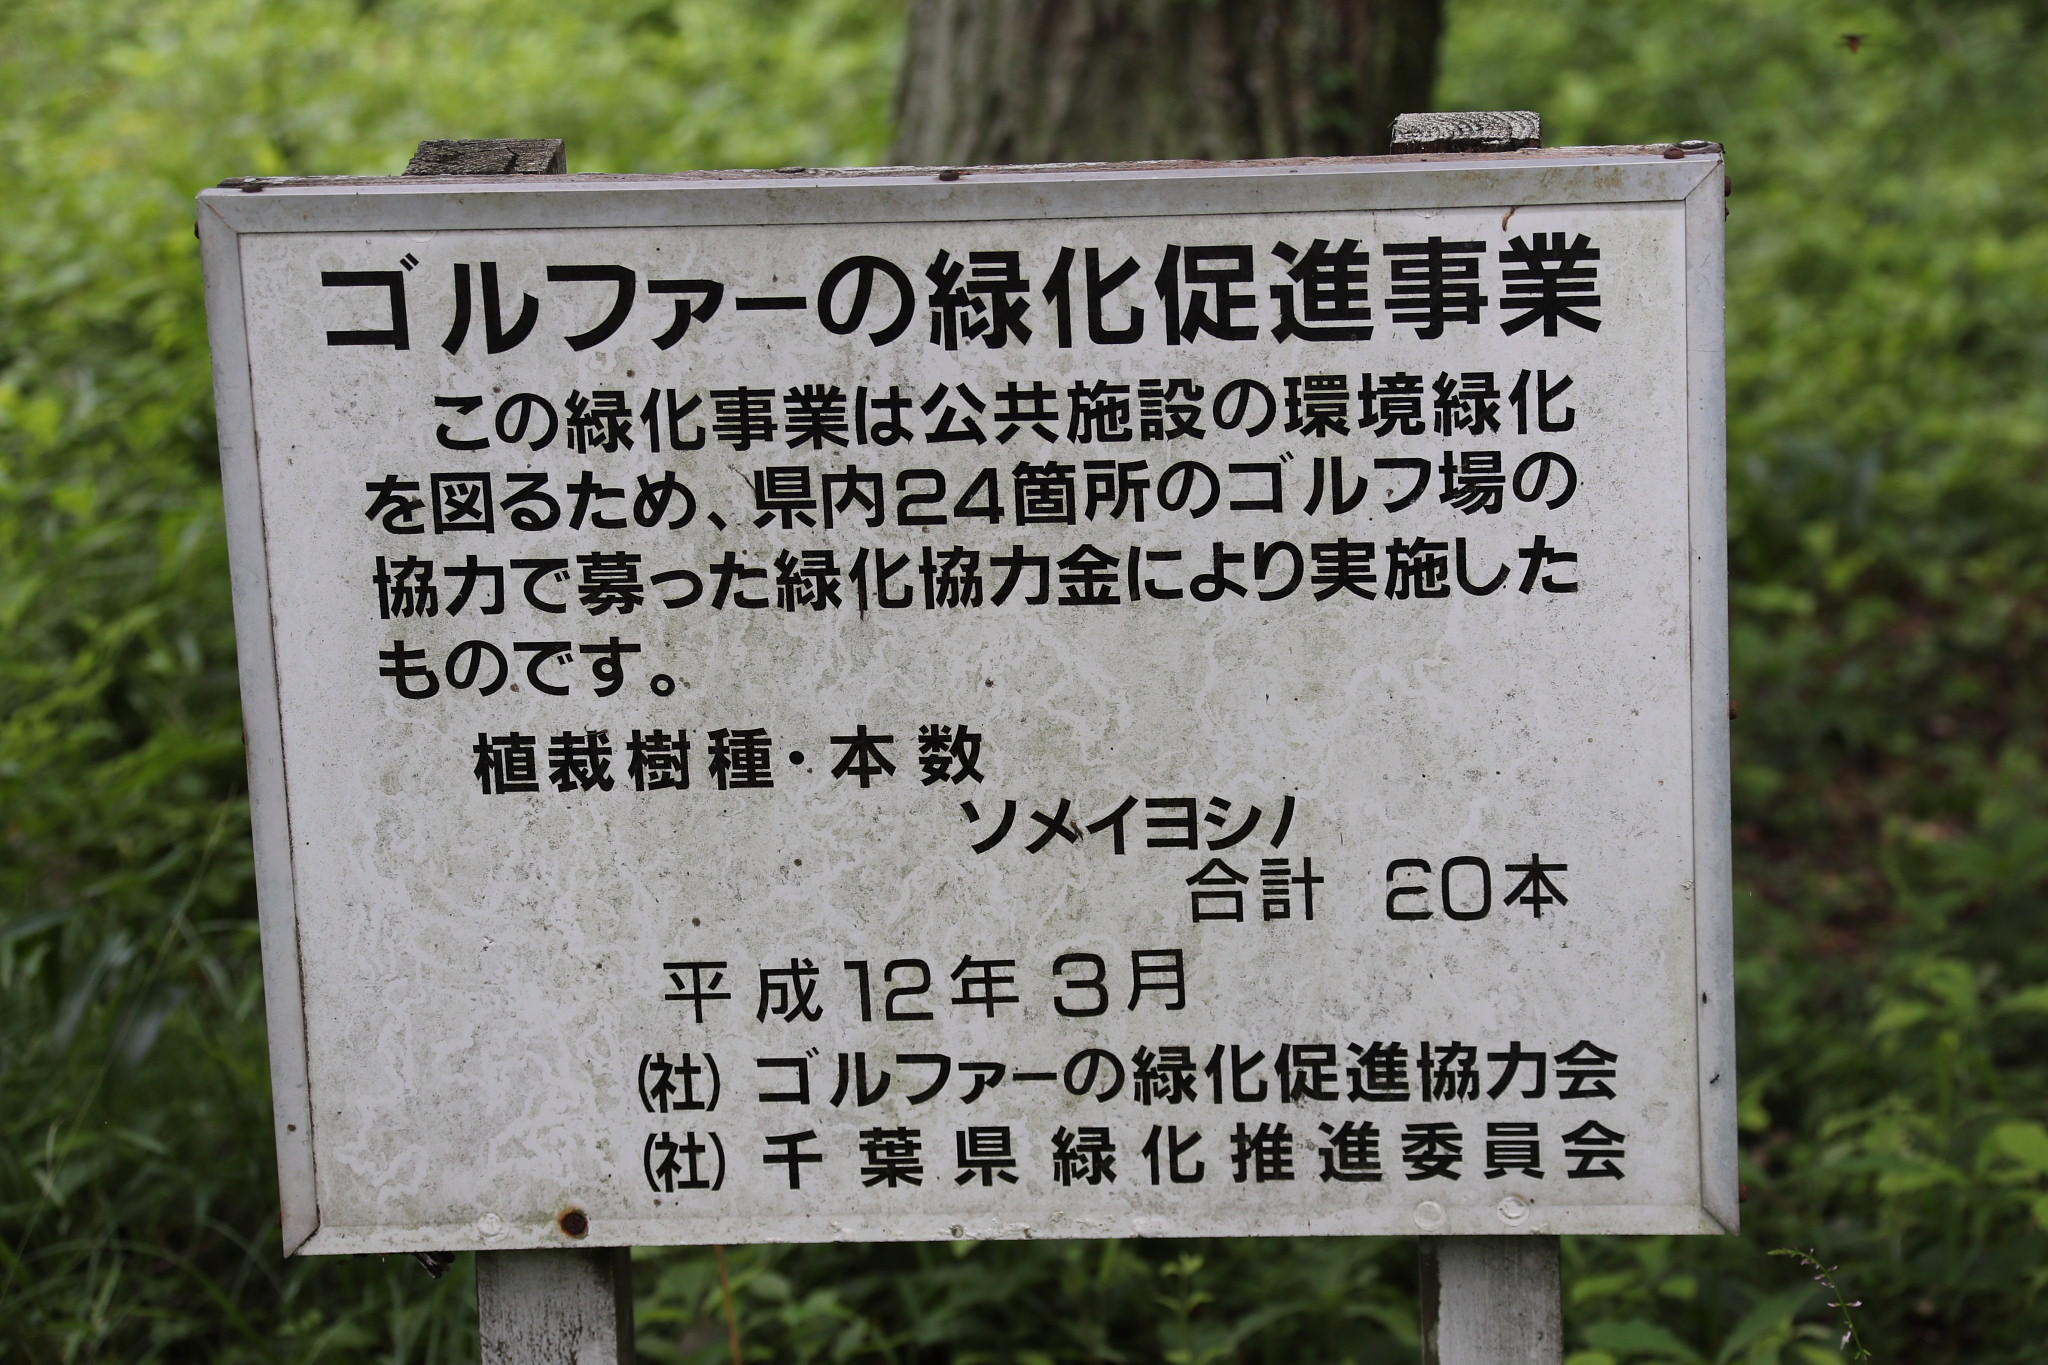 ゴルファーの緑化促進事業
この緑化事業は公共施設の環境緑化
を図るため、県内24箇所のゴルフ場の
協力で募った緑化協力金により実施した
ものです。
植裁樹種・本数
ソメイヨシノ
合計 20本
平成12年3月
(社) ゴルファーの緑化促進協力会
(社) 千葉県緑化推進委員会